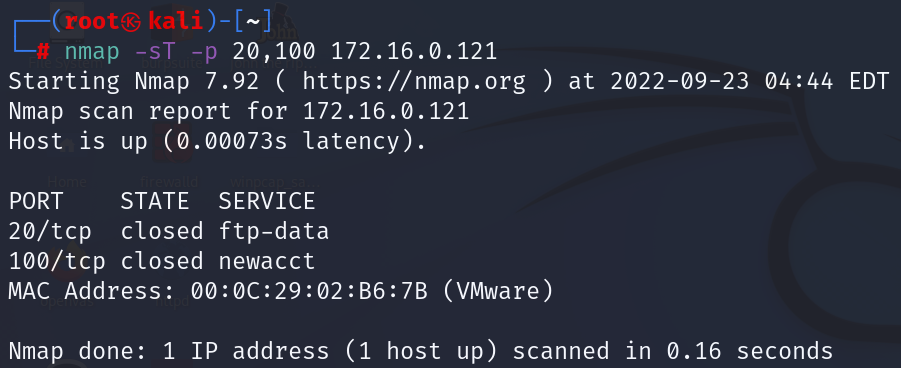 ┌──(root㉿kali)-[~]
└─# nmap -sT -p 20,100 172.16.0.121
Starting Nmap 7.92 ( https://nmap.org ) at 2022-09-23 04:44 EDT
Nmap scan report for 172.16.0.121
Host is up (0.00073s latency).

PORT    STATE  SERVICE
20/tcp  closed ftp-data
100/tcp closed newacct
MAC Address: 00:0C:29:02:B6:7B (VMware)

Nmap done: 1 IP address (1 host up) scanned in 0.16 seconds